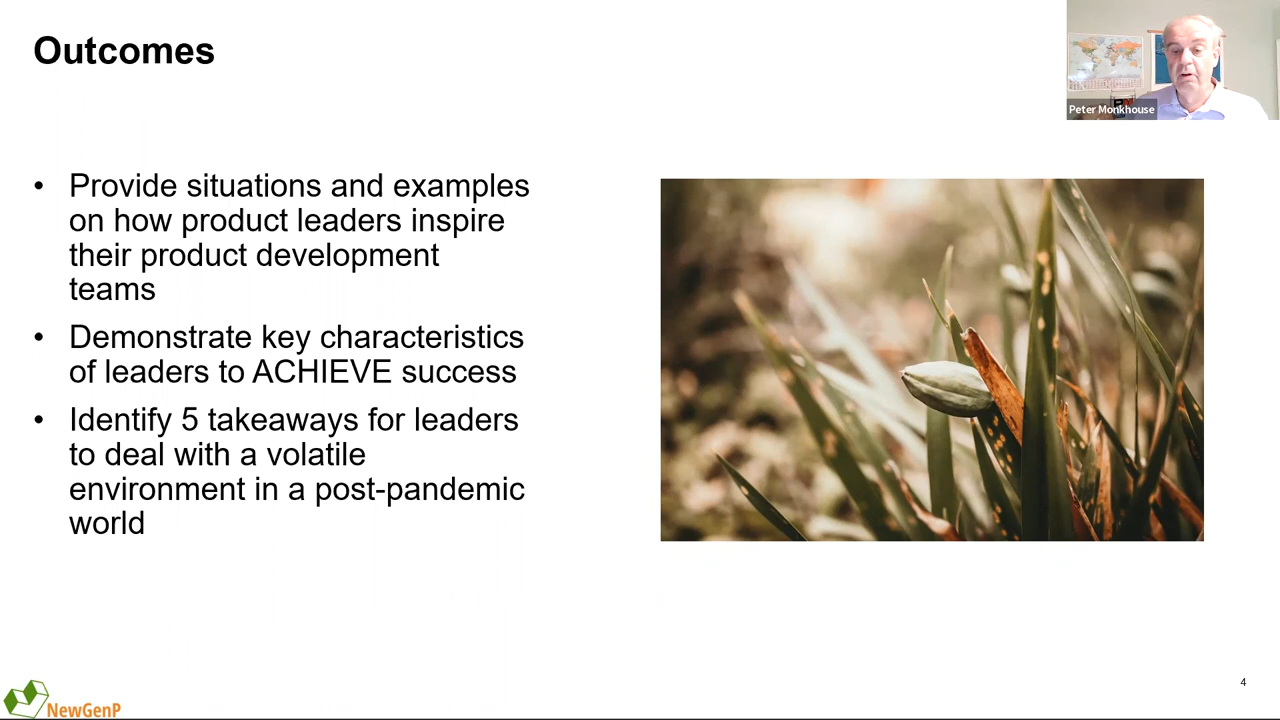 Outcomes
Peter Monkhouse
• Provide situations and examples
on how product leaders inspire
their product development
teams
• Demonstrate key characteristics
of leaders to ACHIEVE success
• Identify 5 takeaways for leaders
to deal with a volatile
environment in a post-pandemic
world
4
NewGenP